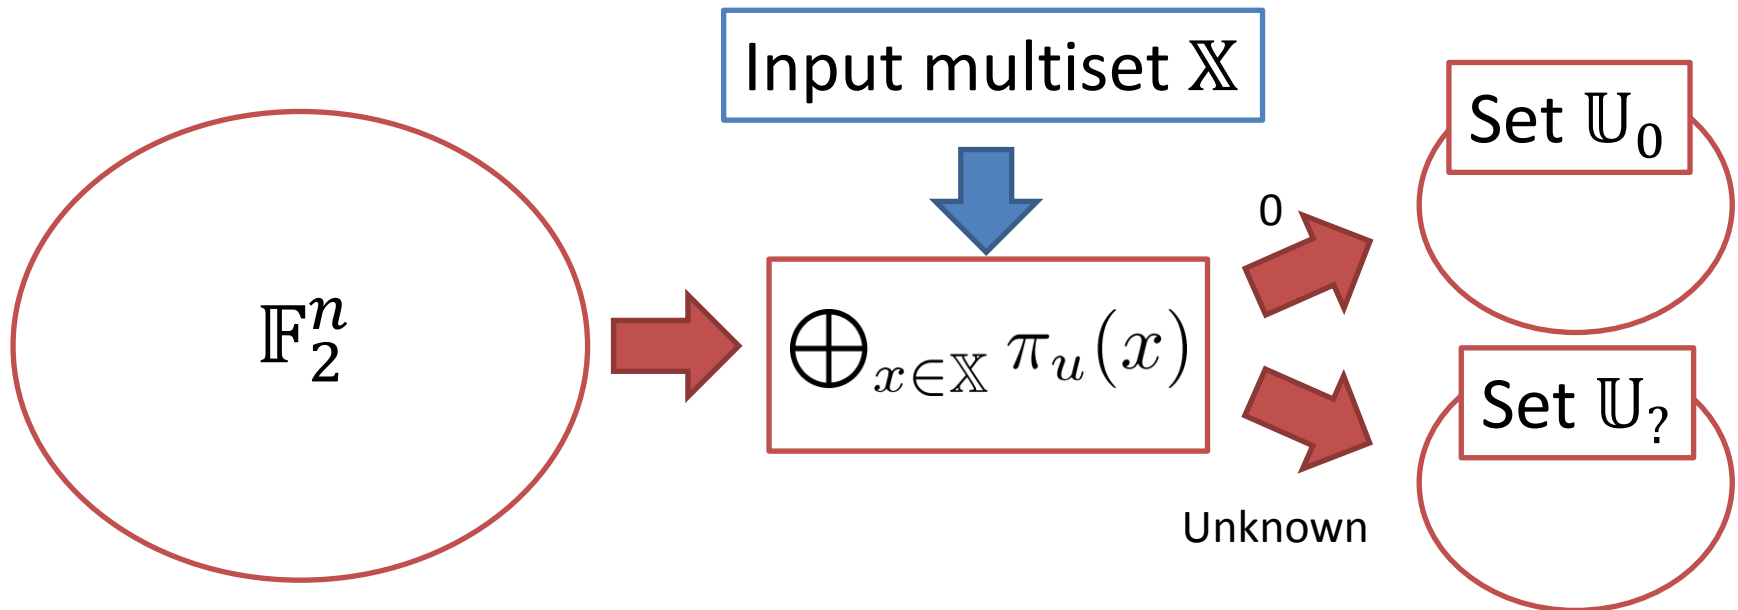 Input multiset 𝕏
Set 𝕌₀
0
𝔽₂ⁿ
⨁_{x∈𝕏} π_u(x)
Set 𝕌_?
Unknown